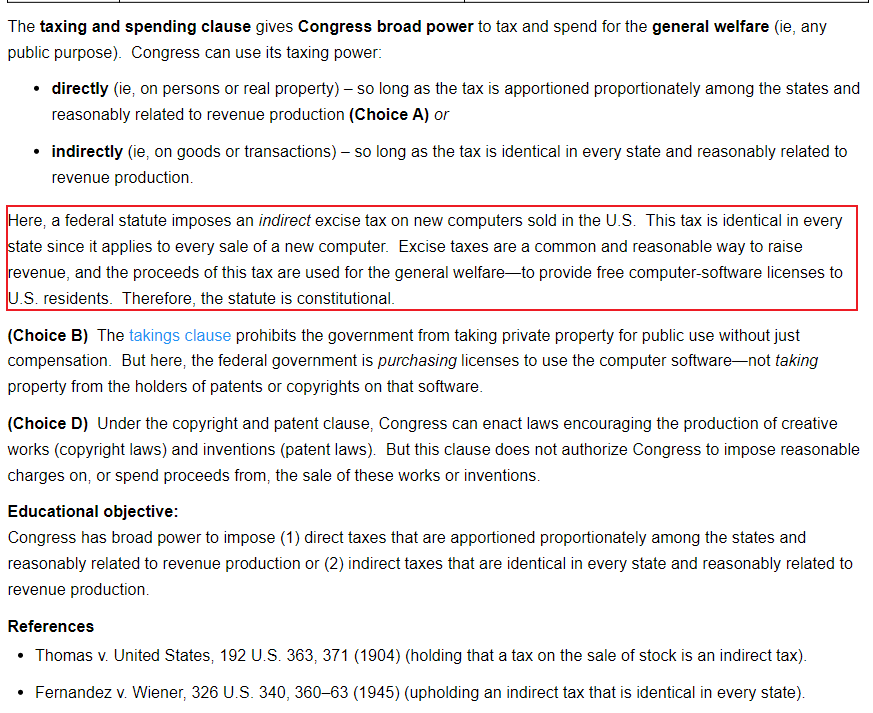 The taxing and spending clause gives Congress broad power to tax and spend for the general welfare (ie, any
public purpose).  Congress can use its taxing power:
• directly (ie, on persons or real property) – so long as the tax is apportioned proportionately among the states and
reasonably related to revenue production (Choice A) or
• indirectly (ie, on goods or transactions) – so long as the tax is identical in every state and reasonably related to
revenue production.
Here, a federal statute imposes an indirect excise tax on new computers sold in the U.S.  This tax is identical in every
state since it applies to every sale of a new computer.  Excise taxes are a common and reasonable way to raise
revenue, and the proceeds of this tax are used for the general welfare—to provide free computer-software licenses to
U.S. residents.  Therefore, the statute is constitutional.
(Choice B)  The takings clause prohibits the government from taking private property for public use without just
compensation.  But here, the federal government is purchasing licenses to use the computer software—not taking
property from the holders of patents or copyrights on that software.
(Choice D)  Under the copyright and patent clause, Congress can enact laws encouraging the production of creative
works (copyright laws) and inventions (patent laws).  But this clause does not authorize Congress to impose reasonable
charges on, or spend proceeds from, the sale of these works or inventions.
Educational objective:
Congress has broad power to impose (1) direct taxes that are apportioned proportionately among the states and
reasonably related to revenue production or (2) indirect taxes that are identical in every state and reasonably related to
revenue production.
References
• Thomas v. United States, 192 U.S. 363, 371 (1904) (holding that a tax on the sale of stock is an indirect tax).
• Fernandez v. Wiener, 326 U.S. 340, 360–63 (1945) (upholding an indirect tax that is identical in every state).